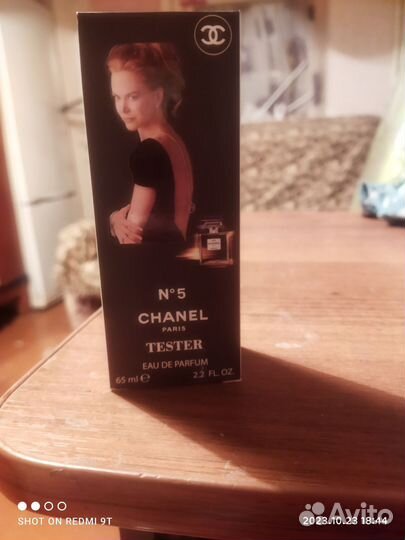 N°5
CHANEL
PARIS
TESTER
EAU DE PARFUM
65 ml e 2.2 FL. OZ.
SHOT ON REDMI 9T
2023.10.23 18:44
Avito